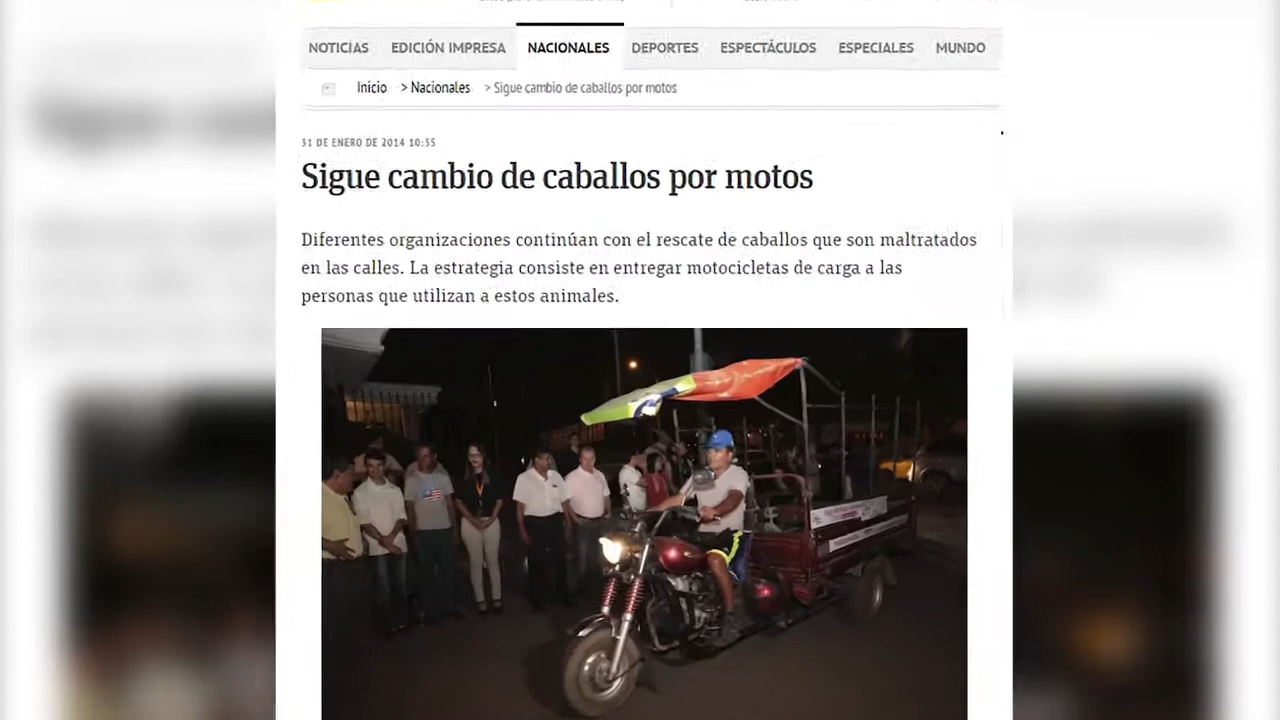 NOTICIAS EDICIÓN IMPRESA NACIONALES DEPORTES ESPECTÁCULOS ESPECIALES MUNDO
Inicio > Nacionales > Sigue cambio de caballos por motos
31 DE ENERO DE 2014 10:55
Sigue cambio de caballos por motos
Diferentes organizaciones continúan con el rescate de caballos que son maltratados
en las calles. La estrategia consiste en entregar motocicletas de carga a las
personas que utilizan a estos animales.